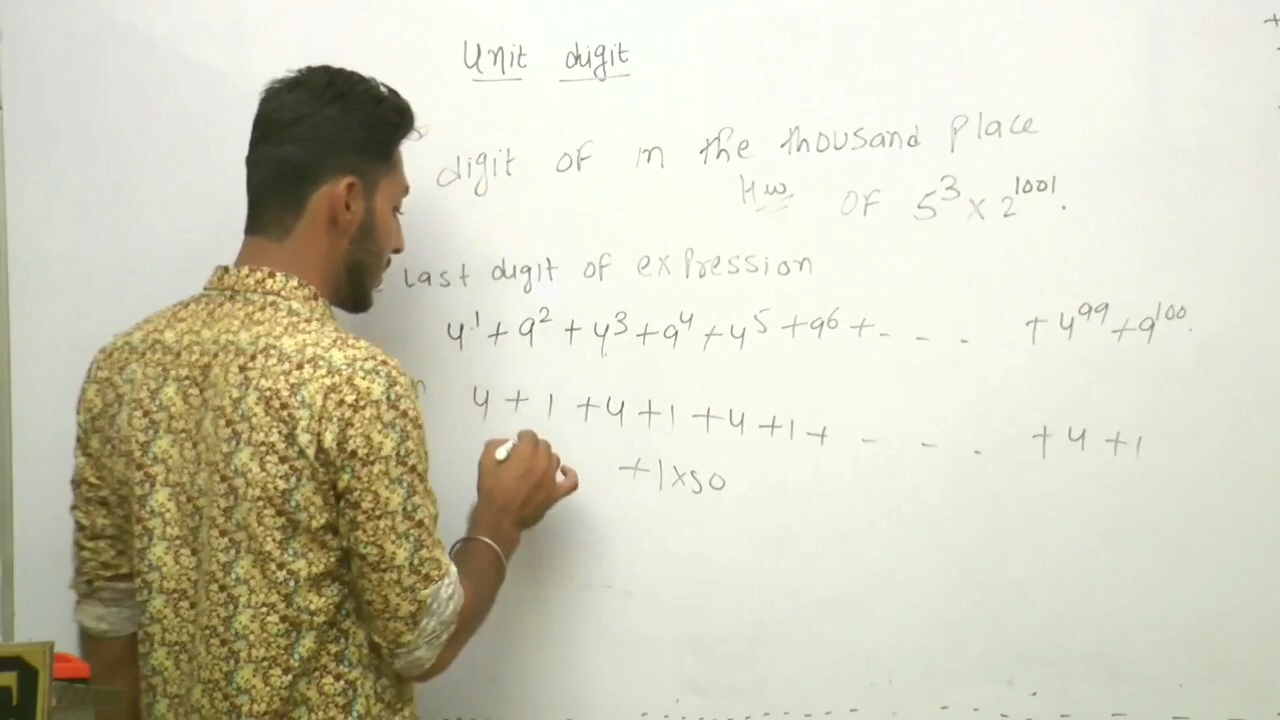 Unit digit
digit of in the thousand place
H.w. of 5³ × 2¹⁰⁰¹.
Last digit of expression
4¹ + 9² + 4³ + 9⁴ + 4⁵ + 9⁶ + - - . + 4⁹⁹ + 9¹⁰⁰.
4 + 1 + 4 + 1 + 4 + 1 + - - . + 4 + 1
+ 1 × 50